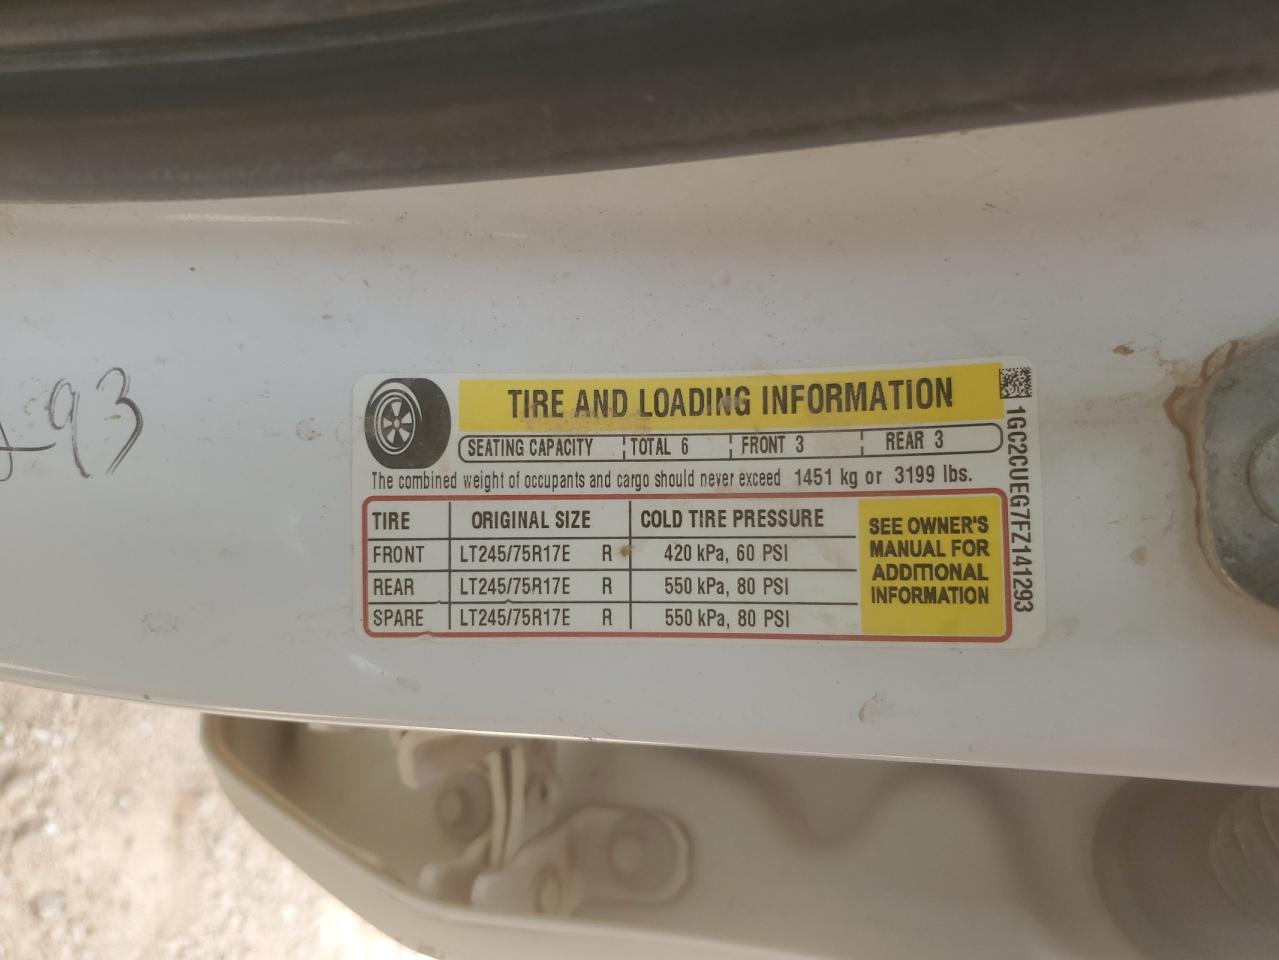 93
TIRE AND LOADING INFORMATION
SEATING CAPACITY TOTAL 6 FRONT 3 REAR 3
The combined weight of occupants and cargo should never exceed 1451 kg or 3199 lbs.
TIRE ORIGINAL SIZE COLD TIRE PRESSURE
FRONT LT245/75R17E R 420 kPa, 60 PSI
REAR LT245/75R17E R 550 kPa, 80 PSI
SPARE LT245/75R17E R 550 kPa, 80 PSI
SEE OWNER'S
MANUAL FOR
ADDITIONAL
INFORMATION
1GC2CUEG7FZ141293